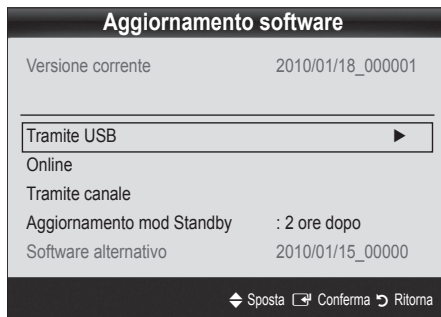 Aggiornamento software
Versione corrente 2010/01/18_000001
Tramite USB ▶
Online
Tramite canale
Aggiornamento mod Standby : 2 ore dopo
Software alternativo 2010/01/15_00000
Sposta Conferma Ritorna